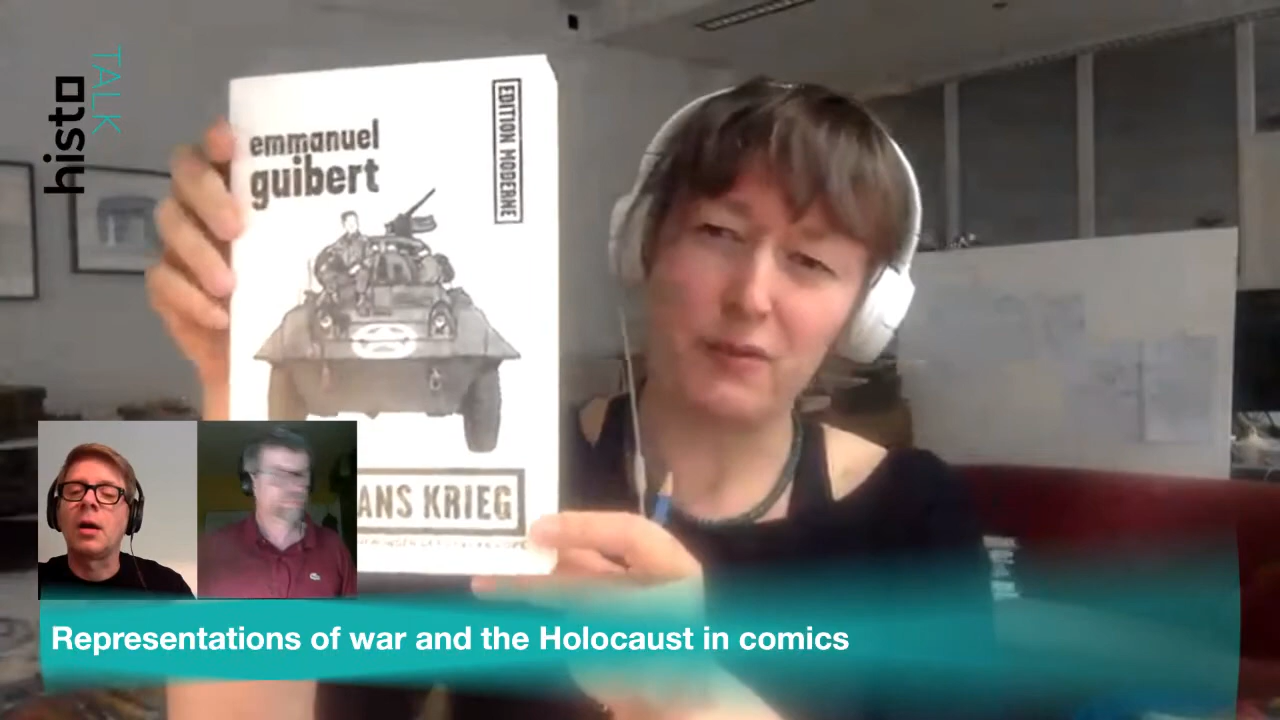 histo
TALK
emmanuel
guibert
EDITION MODERNE
ANS KRIEG
Representations of war and the Holocaust in comics